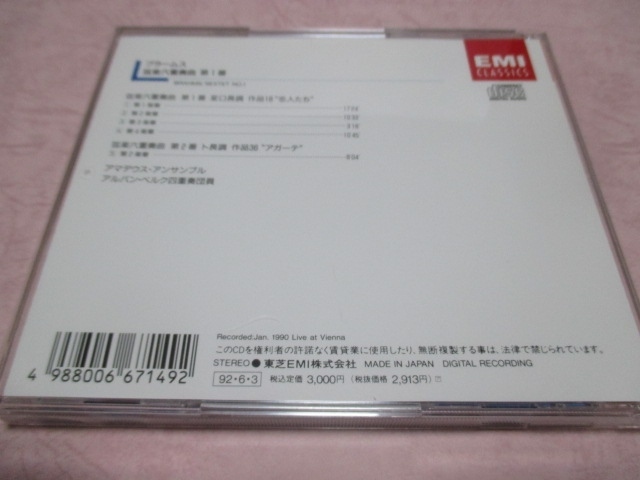 ブラームス
弦楽六重奏曲 第1番
BRAHMS: SEXTET NO.1
EMI
CLASSICS
COMPACT disc DIGITAL AUDIO
弦楽六重奏曲 第1番 変ロ長調 作品18"恋人たち"
① 第1楽章
② 第2楽章
③ 第3楽章
④ 第4楽章
弦楽六重奏曲 第2番 ト長調 作品36 "アガーテ"
⑤ 第2楽章
アマデウス・アンサンブル
アルバン・ベルク四重奏団員
Recorded:Jan. 1990 Live at Vienna
このCDを権利者の許諾なく賃貸業に使用したり、無断複製する事は、法律で禁じられています。
STEREO ● 東芝EMI株式会社 MADE IN JAPAN DIGITAL RECORDING
92・6・3 税込定価 3,000円 (税抜価格 2,913円)
4 988006 671492